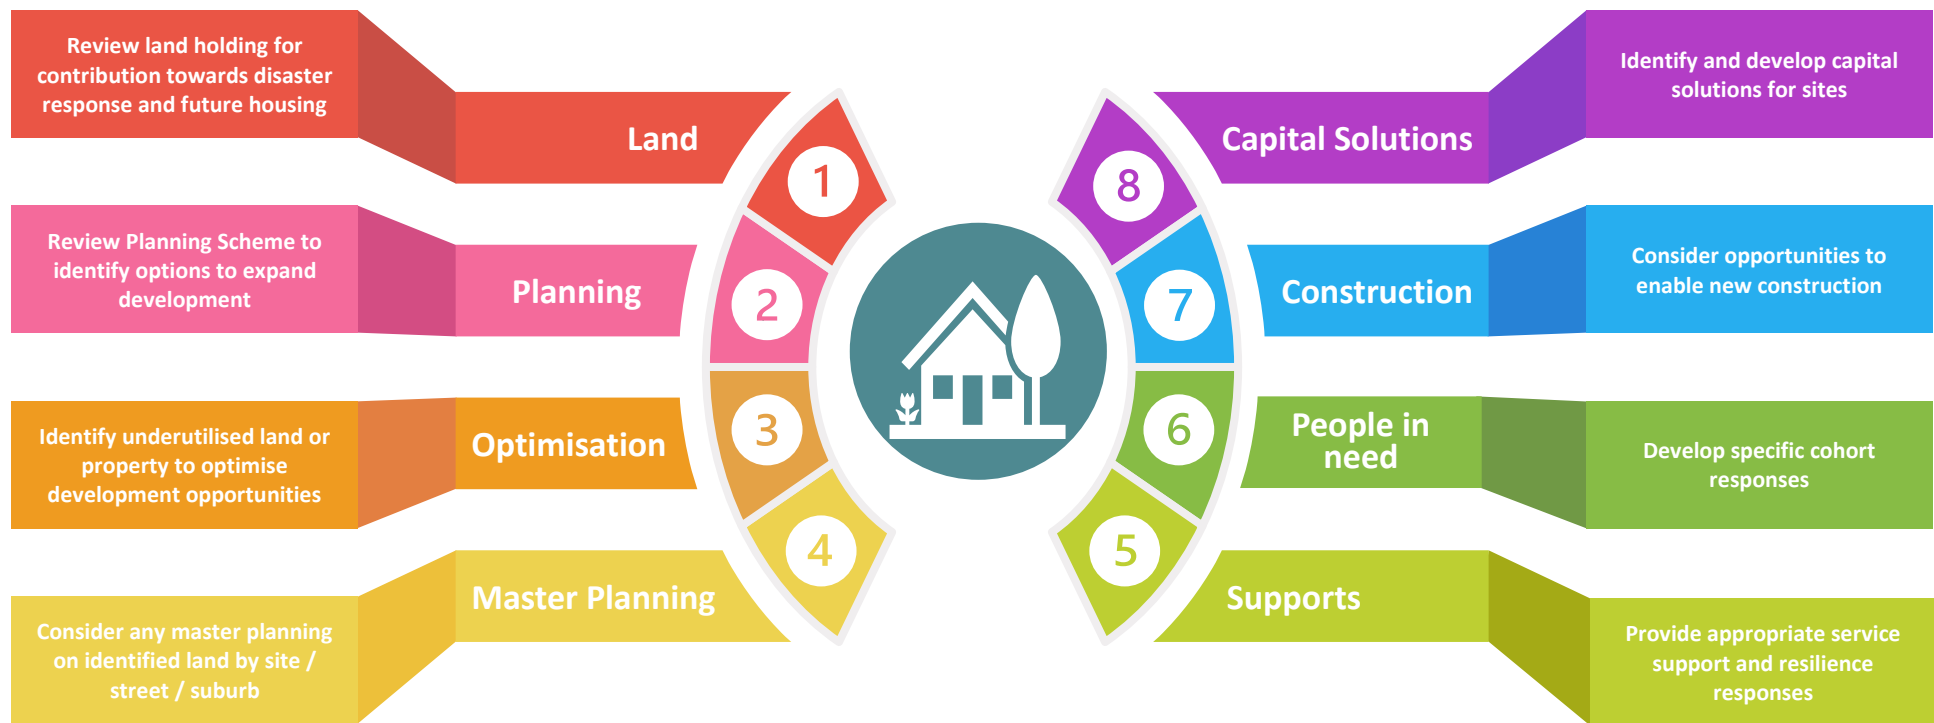 Review land holding for
contribution towards disaster
response and future housing
Land
1
Review Planning Scheme to
identify options to expand
development
Planning
2
Identify underutilised land or
property to optimise
development opportunities
Optimisation
3
Consider any master planning
on identified land by site /
street / suburb
Master Planning
4
8
Capital Solutions
Identify and develop capital
solutions for sites
7
Construction
Consider opportunities to
enable new construction
6
People in
need
Develop specific cohort
responses
5
Supports
Provide appropriate service
support and resilience
responses